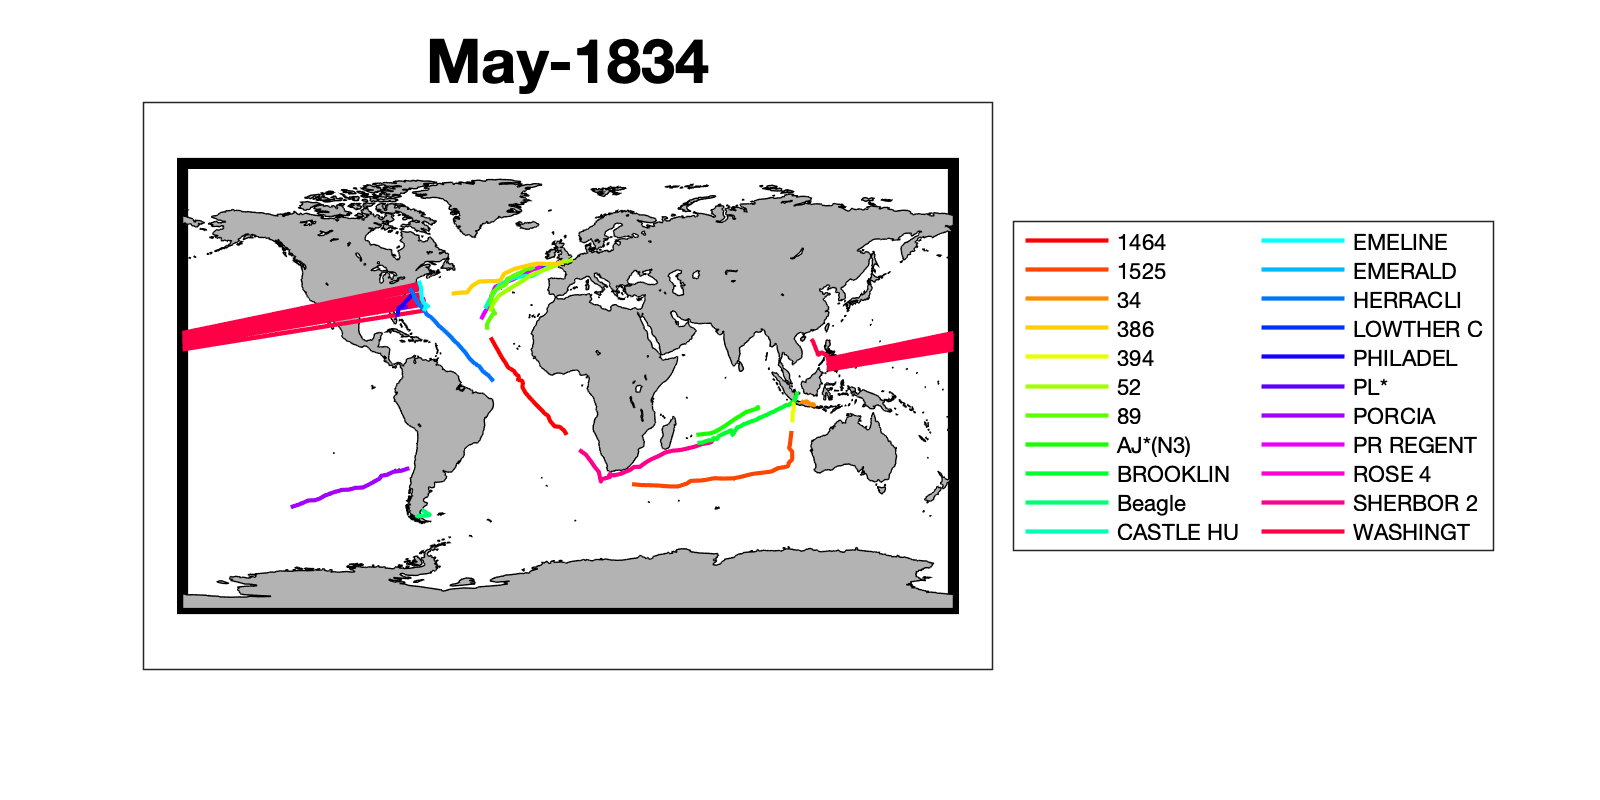 May-1834
1464
1525
34
386
394
52
89
AJ*(N3)
BROOKLIN
Beagle
CASTLE HU
EMELINE
EMERALD
HERRACLI
LOWTHER C
PHILADEL
PL*
PORCIA
PR REGENT
ROSE 4
SHERBOR 2
WASHINGT